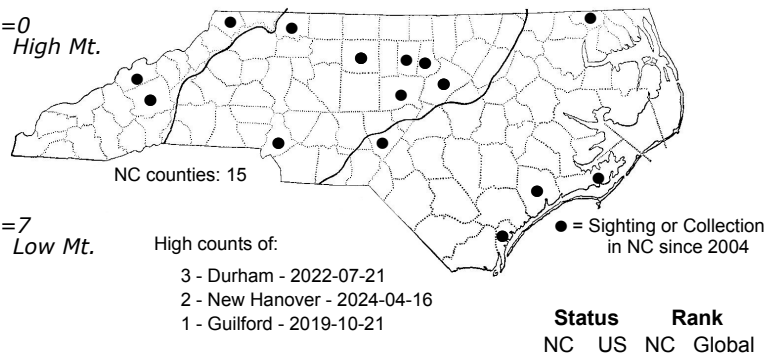 =0
High Mt.
NC counties: 15
=7
Low Mt.
High counts of:
3 - Durham - 2022-07-21
2 - New Hanover - 2024-04-16
1 - Guilford - 2019-10-21
● = Sighting or Collection
in NC since 2004
Status Rank
NC US NC Global